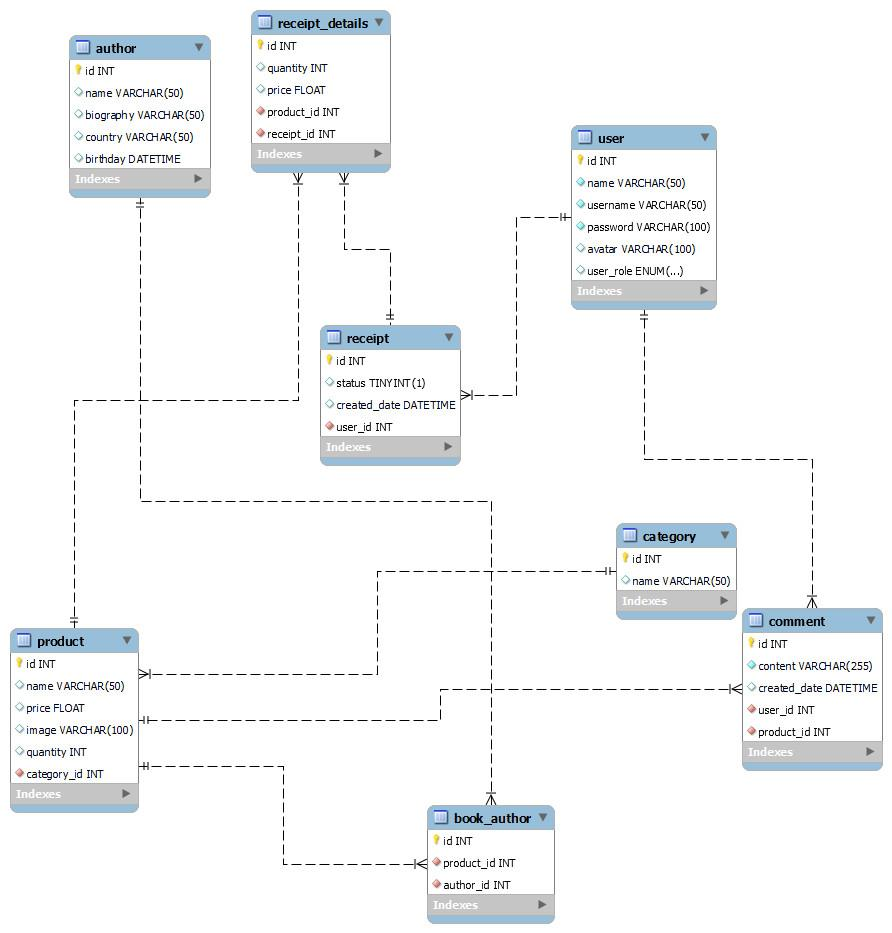 author
id INT
name VARCHAR(50)
biography VARCHAR(50)
country VARCHAR(50)
birthday DATETIME
Indexes
receipt_details
id INT
quantity INT
price FLOAT
product_id INT
receipt_id INT
Indexes
user
id INT
name VARCHAR(50)
username VARCHAR(50)
password VARCHAR(100)
avatar VARCHAR(100)
user_role ENUM(...)
Indexes
receipt
id INT
status TINYINT(1)
created_date DATETIME
user_id INT
Indexes
category
id INT
name VARCHAR(50)
Indexes
product
id INT
name VARCHAR(50)
price FLOAT
image VARCHAR(100)
quantity INT
category_id INT
Indexes
comment
id INT
content VARCHAR(255)
created_date DATETIME
user_id INT
product_id INT
Indexes
book_author
id INT
product_id INT
author_id INT
Indexes